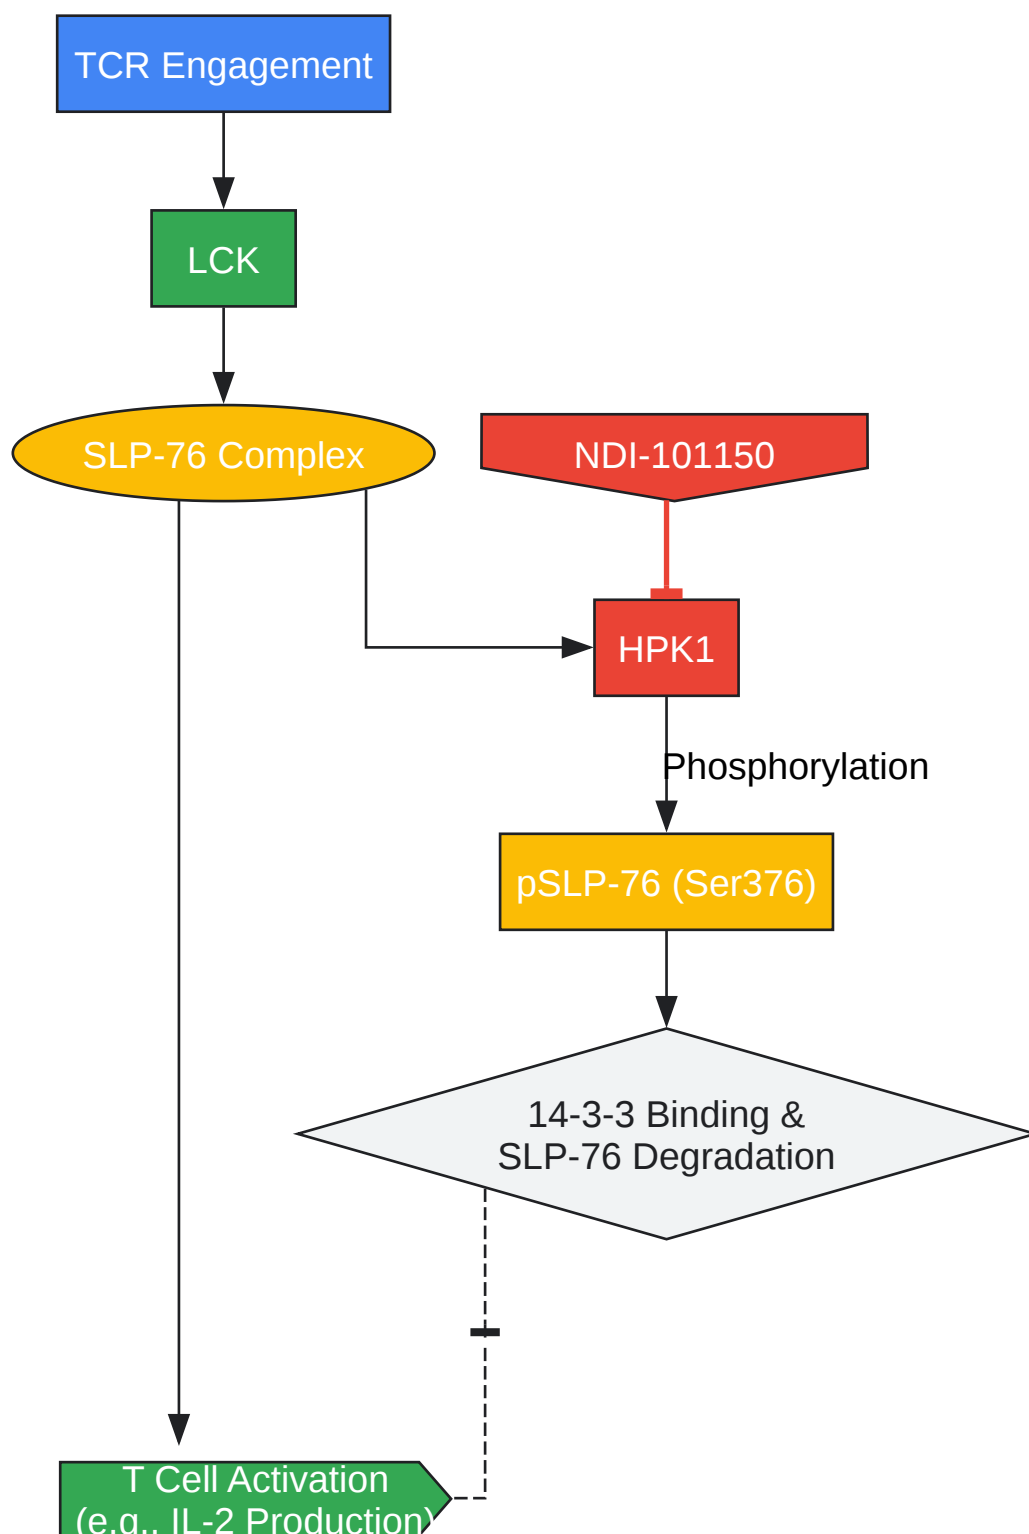 TCR Engagement
LCK
SLP-76 Complex
NDI-101150
HPK1
Phosphorylation
pSLP-76 (Ser376)
14-3-3 Binding &
SLP-76 Degradation
T Cell Activation
(e.g., IL-2 Production)